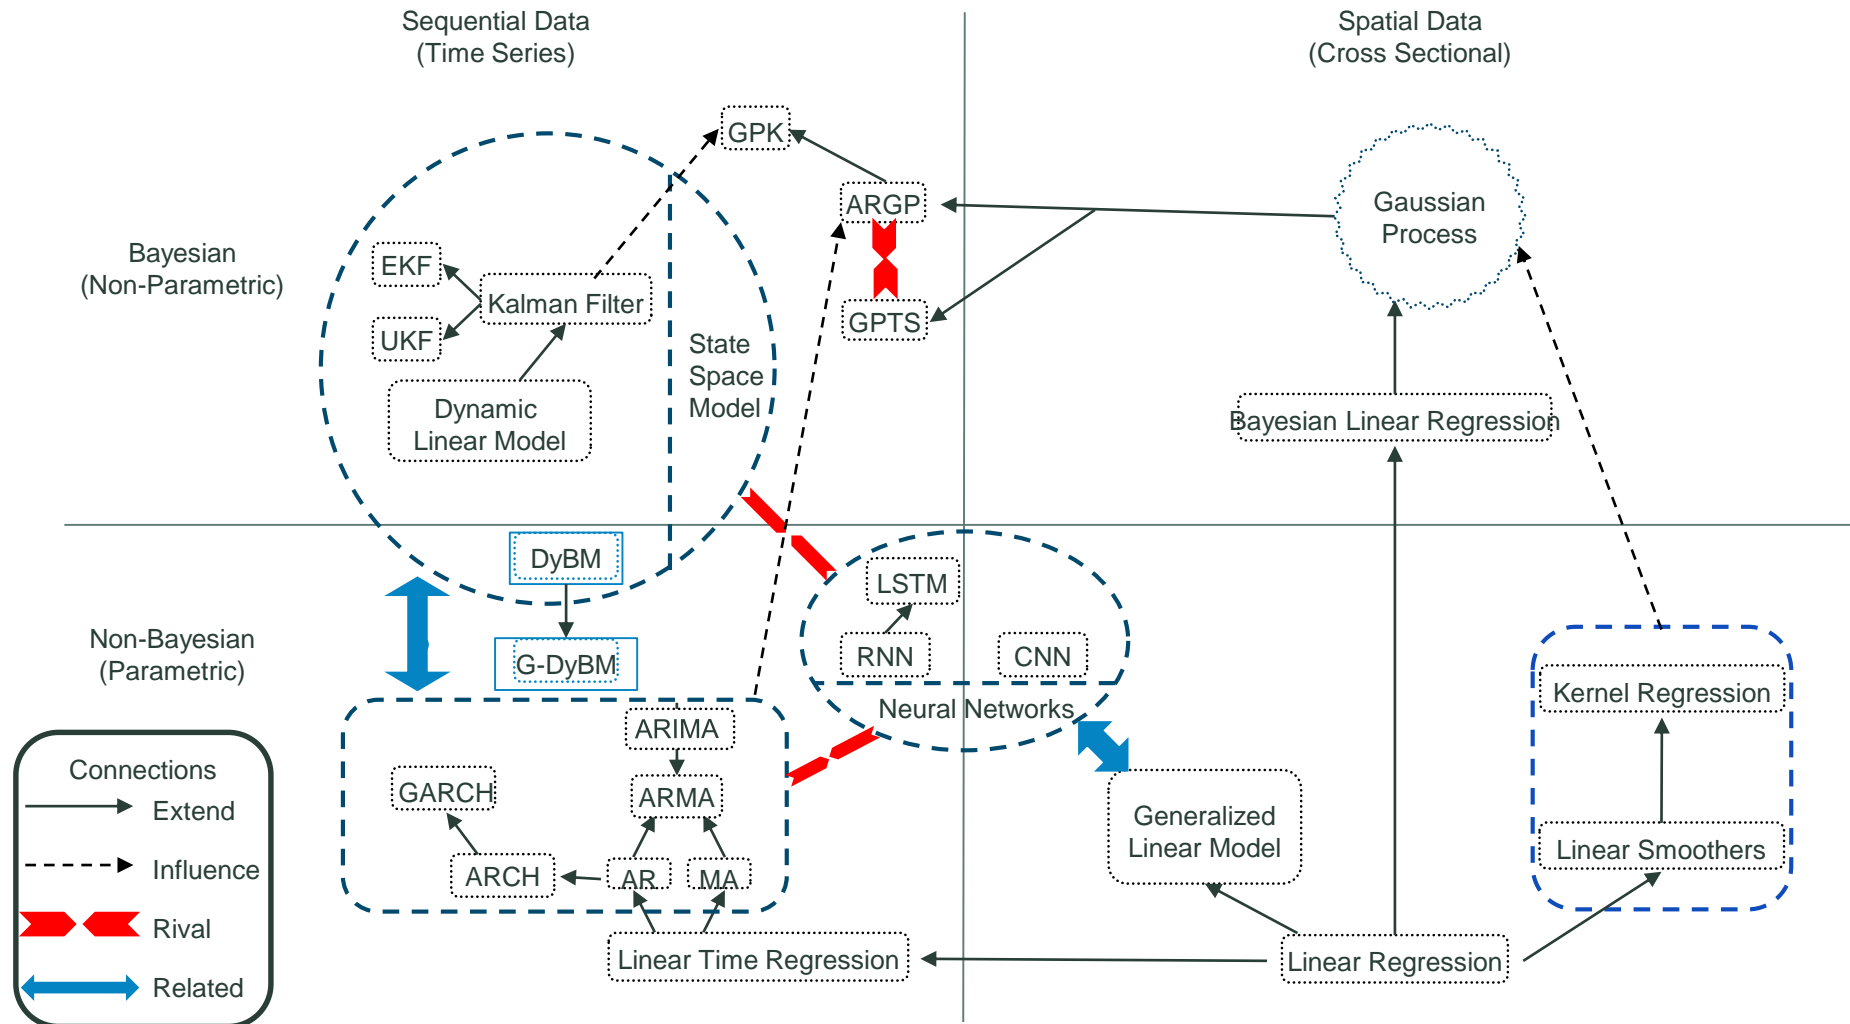 Sequential Data
(Time Series)
Spatial Data
(Cross Sectional)
GPK
ARGP
Gaussian
Process
Bayesian
(Non-Parametric)
EKF
Kalman Filter
UKF
GPTS
State
Space
Model
Dynamic
Linear Model
Bayesian Linear Regression
DyBM
LSTM
Non-Bayesian
(Parametric)
G-DyBM
RNN
CNN
Neural Networks
Kernel Regression
ARIMA
GARCH
ARMA
Generalized
Linear Model
Linear Smoothers
ARCH
AR
MA
Linear Time Regression
Linear Regression
Connections
Extend
Influence
Rival
Related